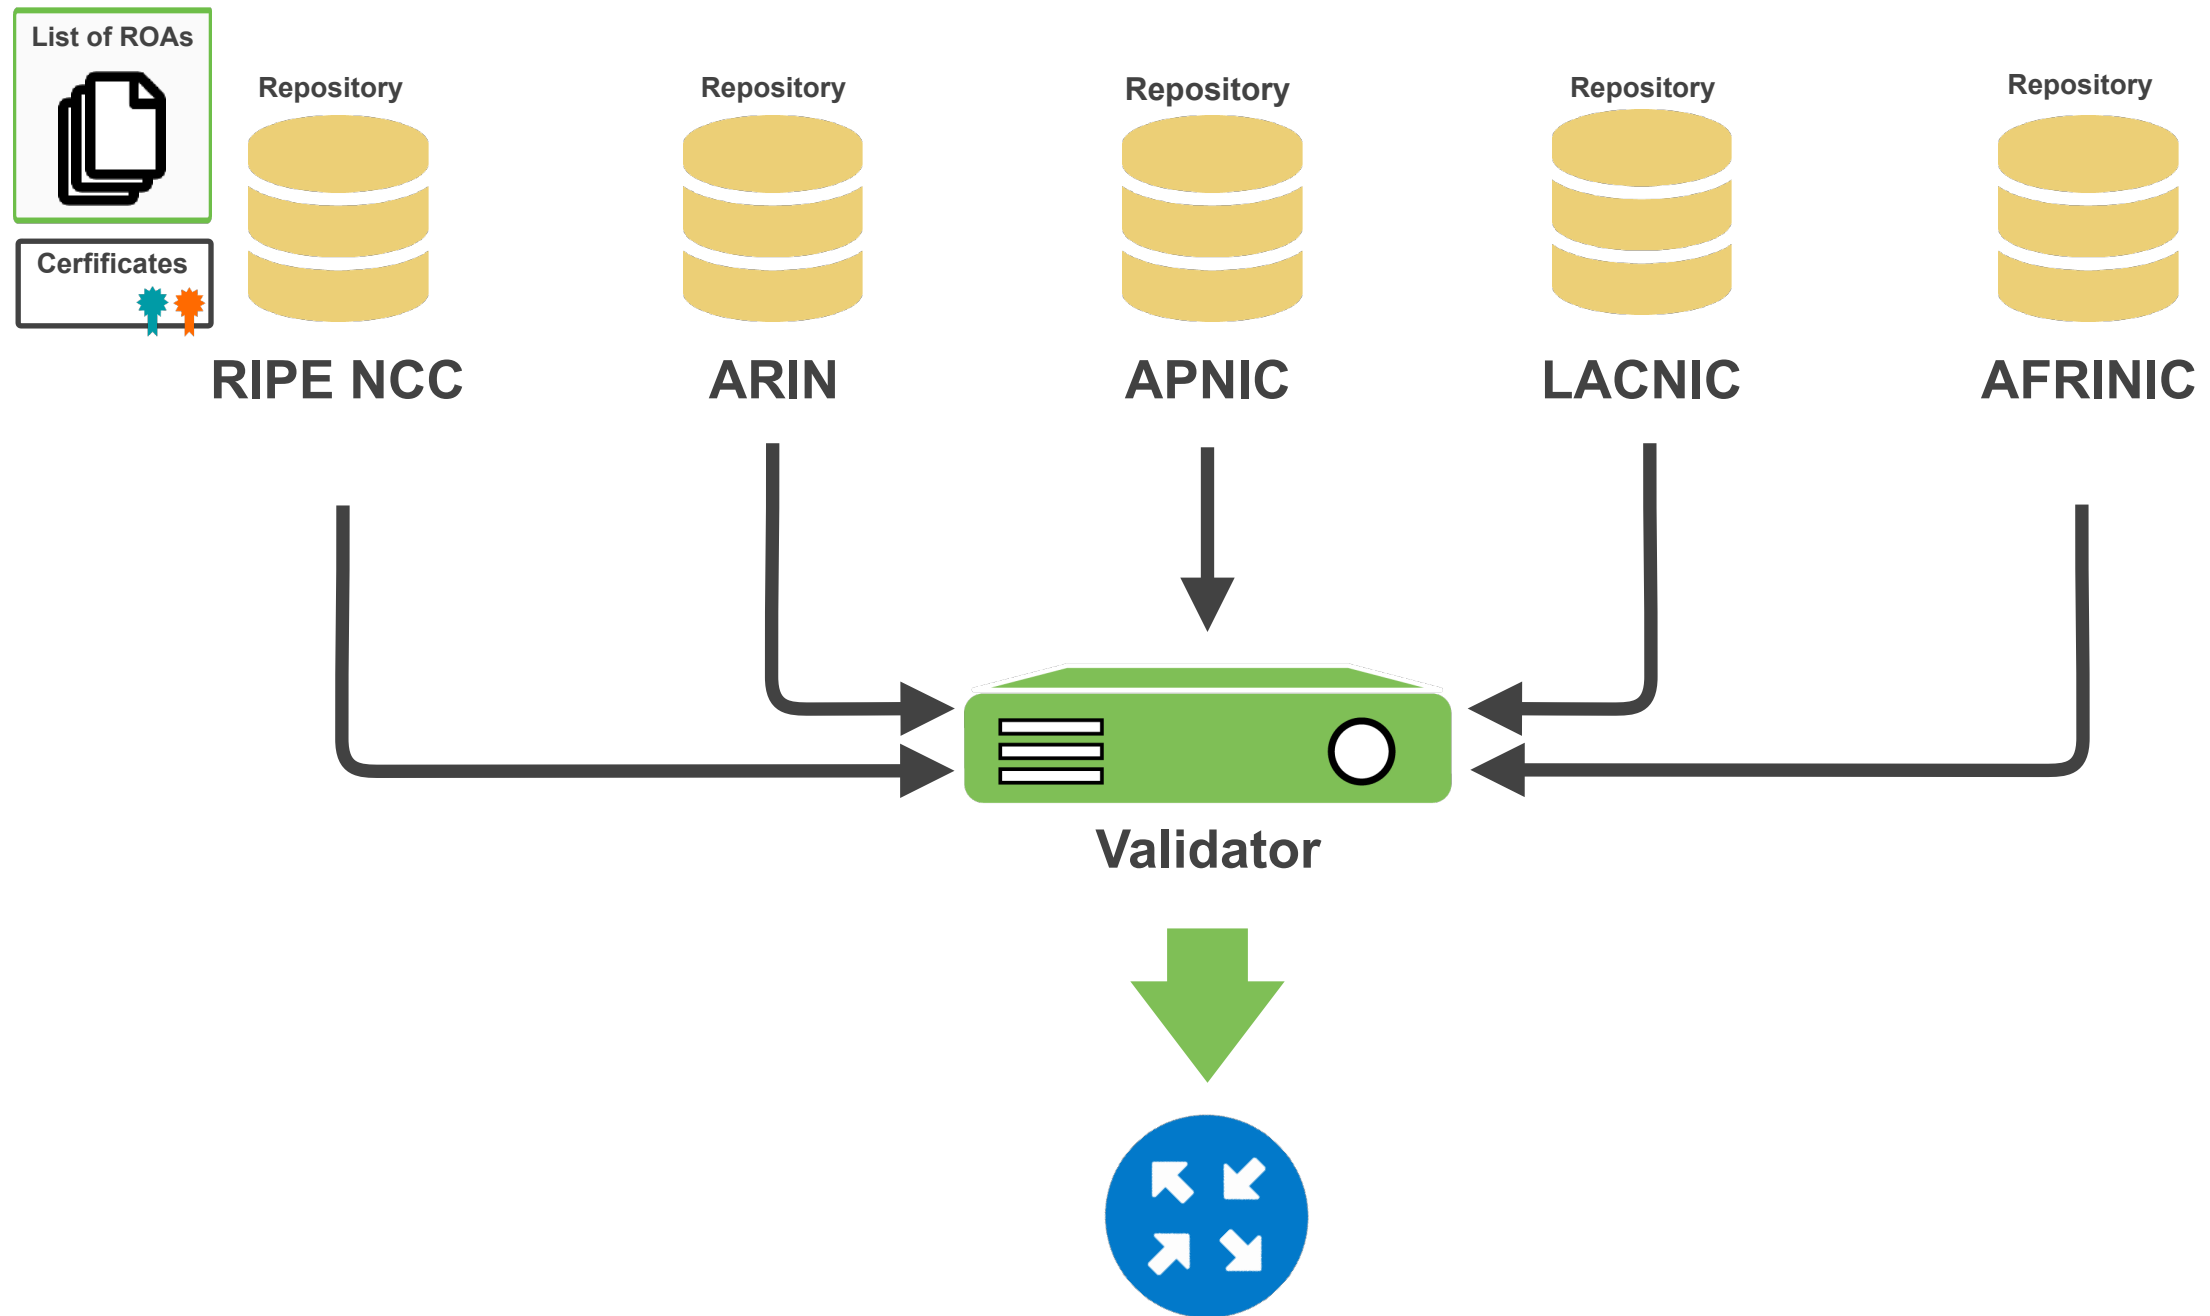 List of ROAs
Cerfificates
Repository
RIPE NCC
Repository
ARIN
Repository
APNIC
Repository
LACNIC
Repository
AFRINIC
Validator